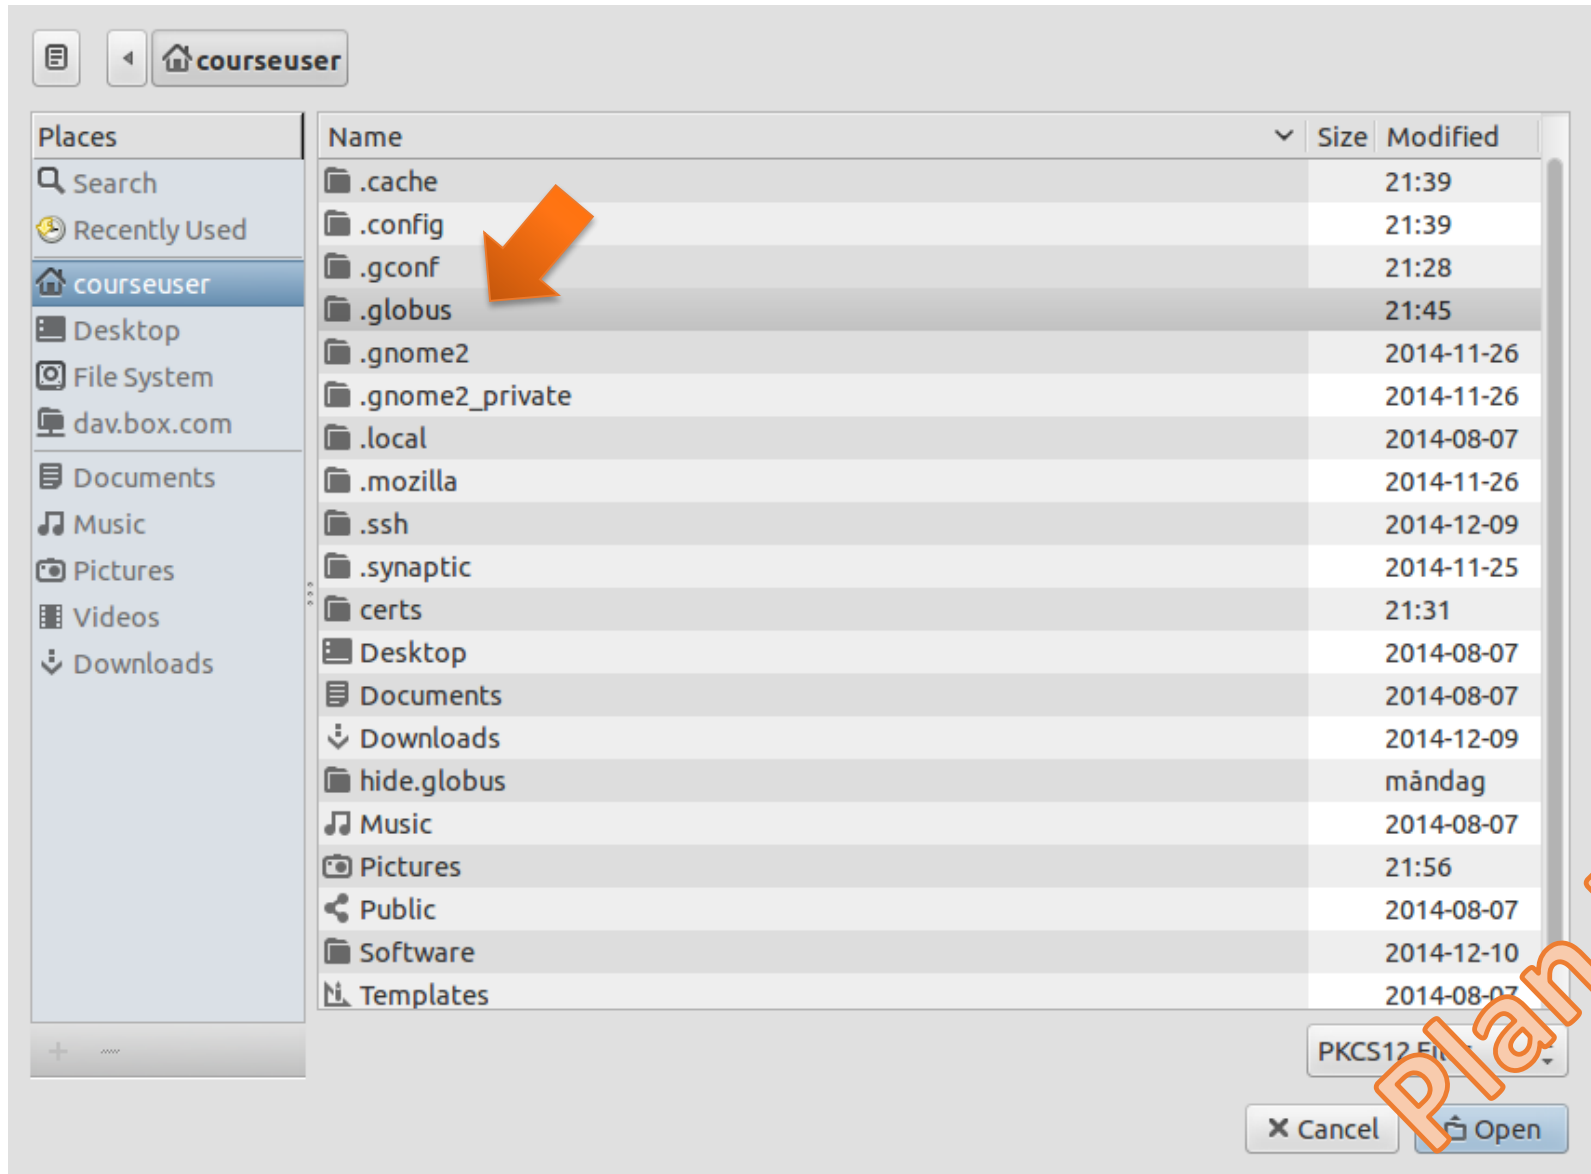 courseuser
Places
Search
Recently Used
courseuser
Desktop
File System
dav.box.com
Documents
Music
Pictures
Videos
Downloads
Name Size Modified
.cache 21:39
.config 21:39
.gconf 21:28
.globus 21:45
.gnome2 2014-11-26
.gnome2_private 2014-11-26
.local 2014-08-07
.mozilla 2014-11-26
.ssh 2014-12-09
.synaptic 2014-11-25
certs 21:31
Desktop 2014-08-07
Documents 2014-08-07
Downloads 2014-12-09
hide.globus måndag
Music 2014-08-07
Pictures 21:56
Public 2014-08-07
Software 2014-12-10
Templates 2014-08-07
PKCS12
Cancel Open
Plan